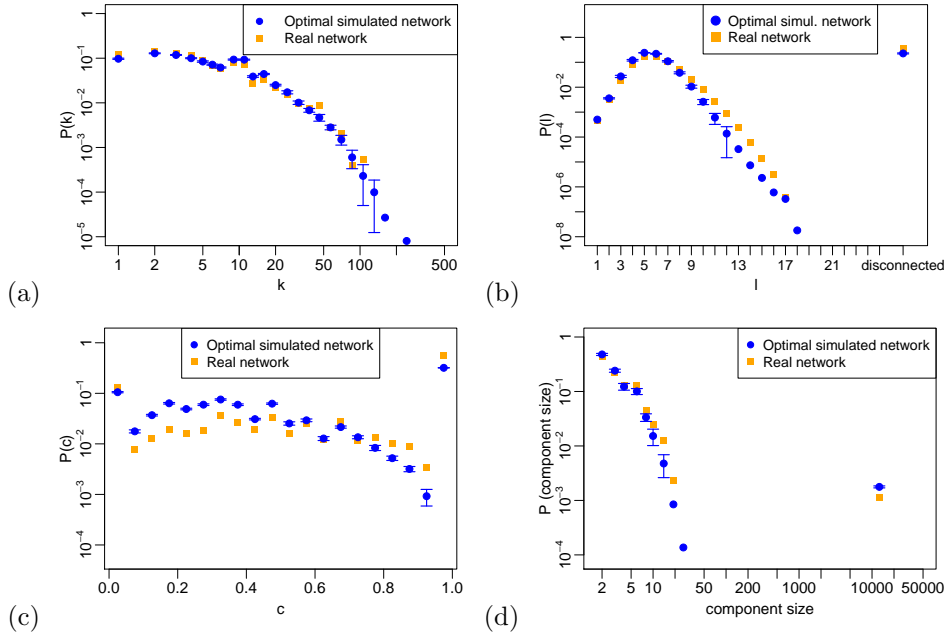 Optimal simulated network
Real network
P(k)
10⁻¹
10⁻²
10⁻³
10⁻⁴
10⁻⁵
1 2 5 10 20 50 100 500
k
(a)
Optimal simul. network
Real network
P(l)
1
10⁻²
10⁻⁴
10⁻⁶
10⁻⁸
1 3 5 7 9 13 17 21 disconnected
l
(b)
Optimal simulated network
Real network
P(c)
1
10⁻¹
10⁻²
10⁻³
10⁻⁴
0.0 0.2 0.4 0.6 0.8 1.0
c
(c)
Optimal simulated network
Real network
P (component size)
1
10⁻¹
10⁻²
10⁻³
10⁻⁴
2 5 10 50 200 1000 10000 50000
component size
(d)